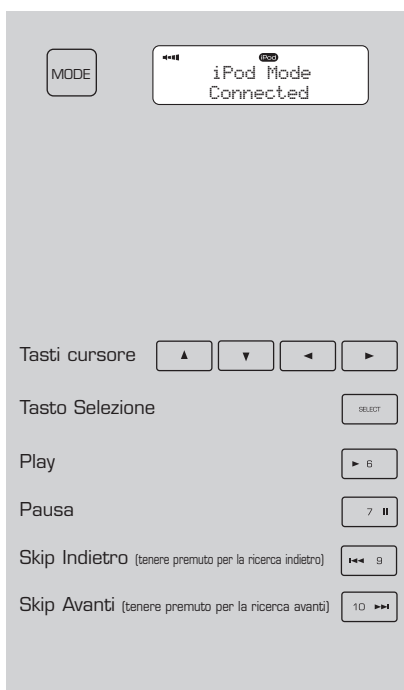 MODE
iPod
iPod Mode
Connected
Tasti cursore
Tasto Selezione SELECT
Play 6
Pausa 7
Skip Indietro (tenere premuto per la ricerca indietro) 9
Skip Avanti (tenere premuto per la ricerca avanti) 10